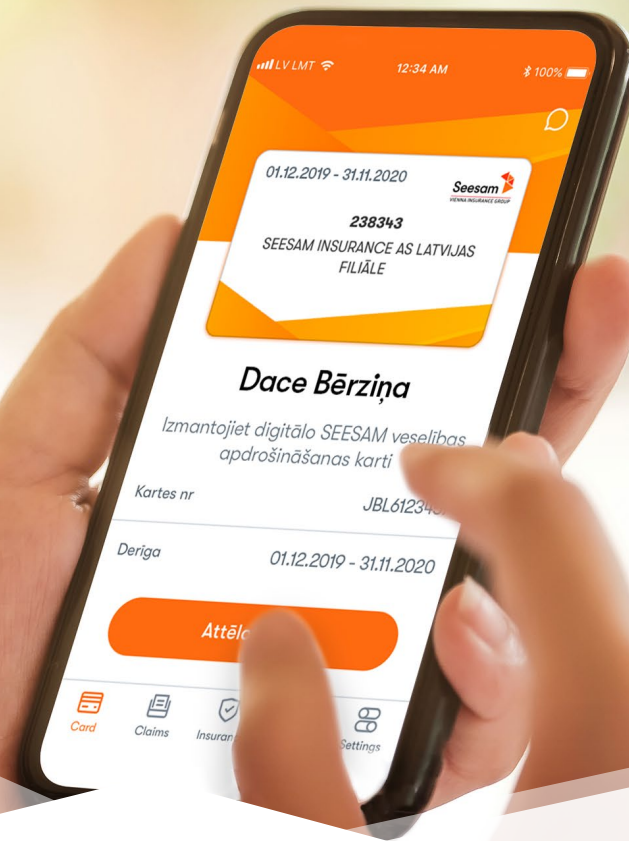 LV LMT 12:34 AM 100%
01.12.2019 - 31.11.2020
Seesam
VIENNA INSURANCE GROUP
238343
SEESAM INSURANCE AS LATVIJAS
FILIĀLE
Dace Bērziņa
Izmantojiet digitālo SEESAM veselības
apdrošināšanas karti
Kartes nr
Derīga 01.12.2019 - 31.11.2020
Card Claims Settings